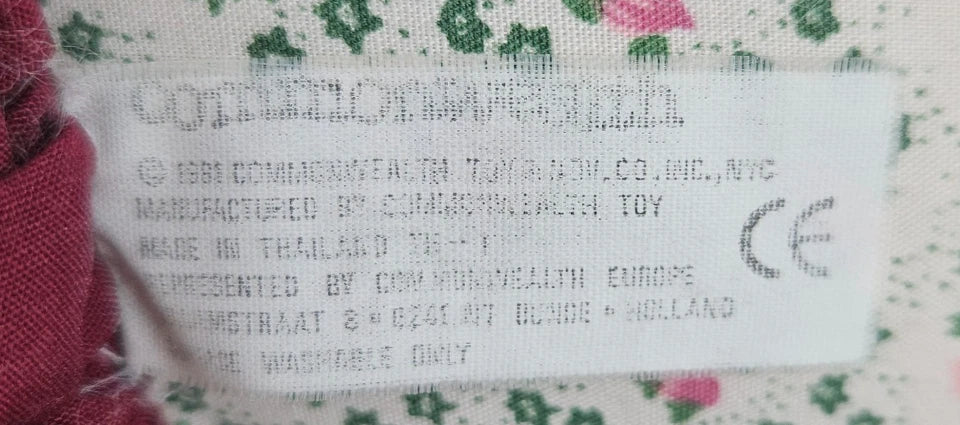 Commonwealth
© 1991 COMMONWEALTH TOY & NOV. CO. INC., NYC
MANUFACTURED BY COMMONWEALTH TOY
MADE IN THAILAND
REPRESENTED BY COMMONWEALTH EUROPE
HOLLAND
WASHABLE ONLY
CE